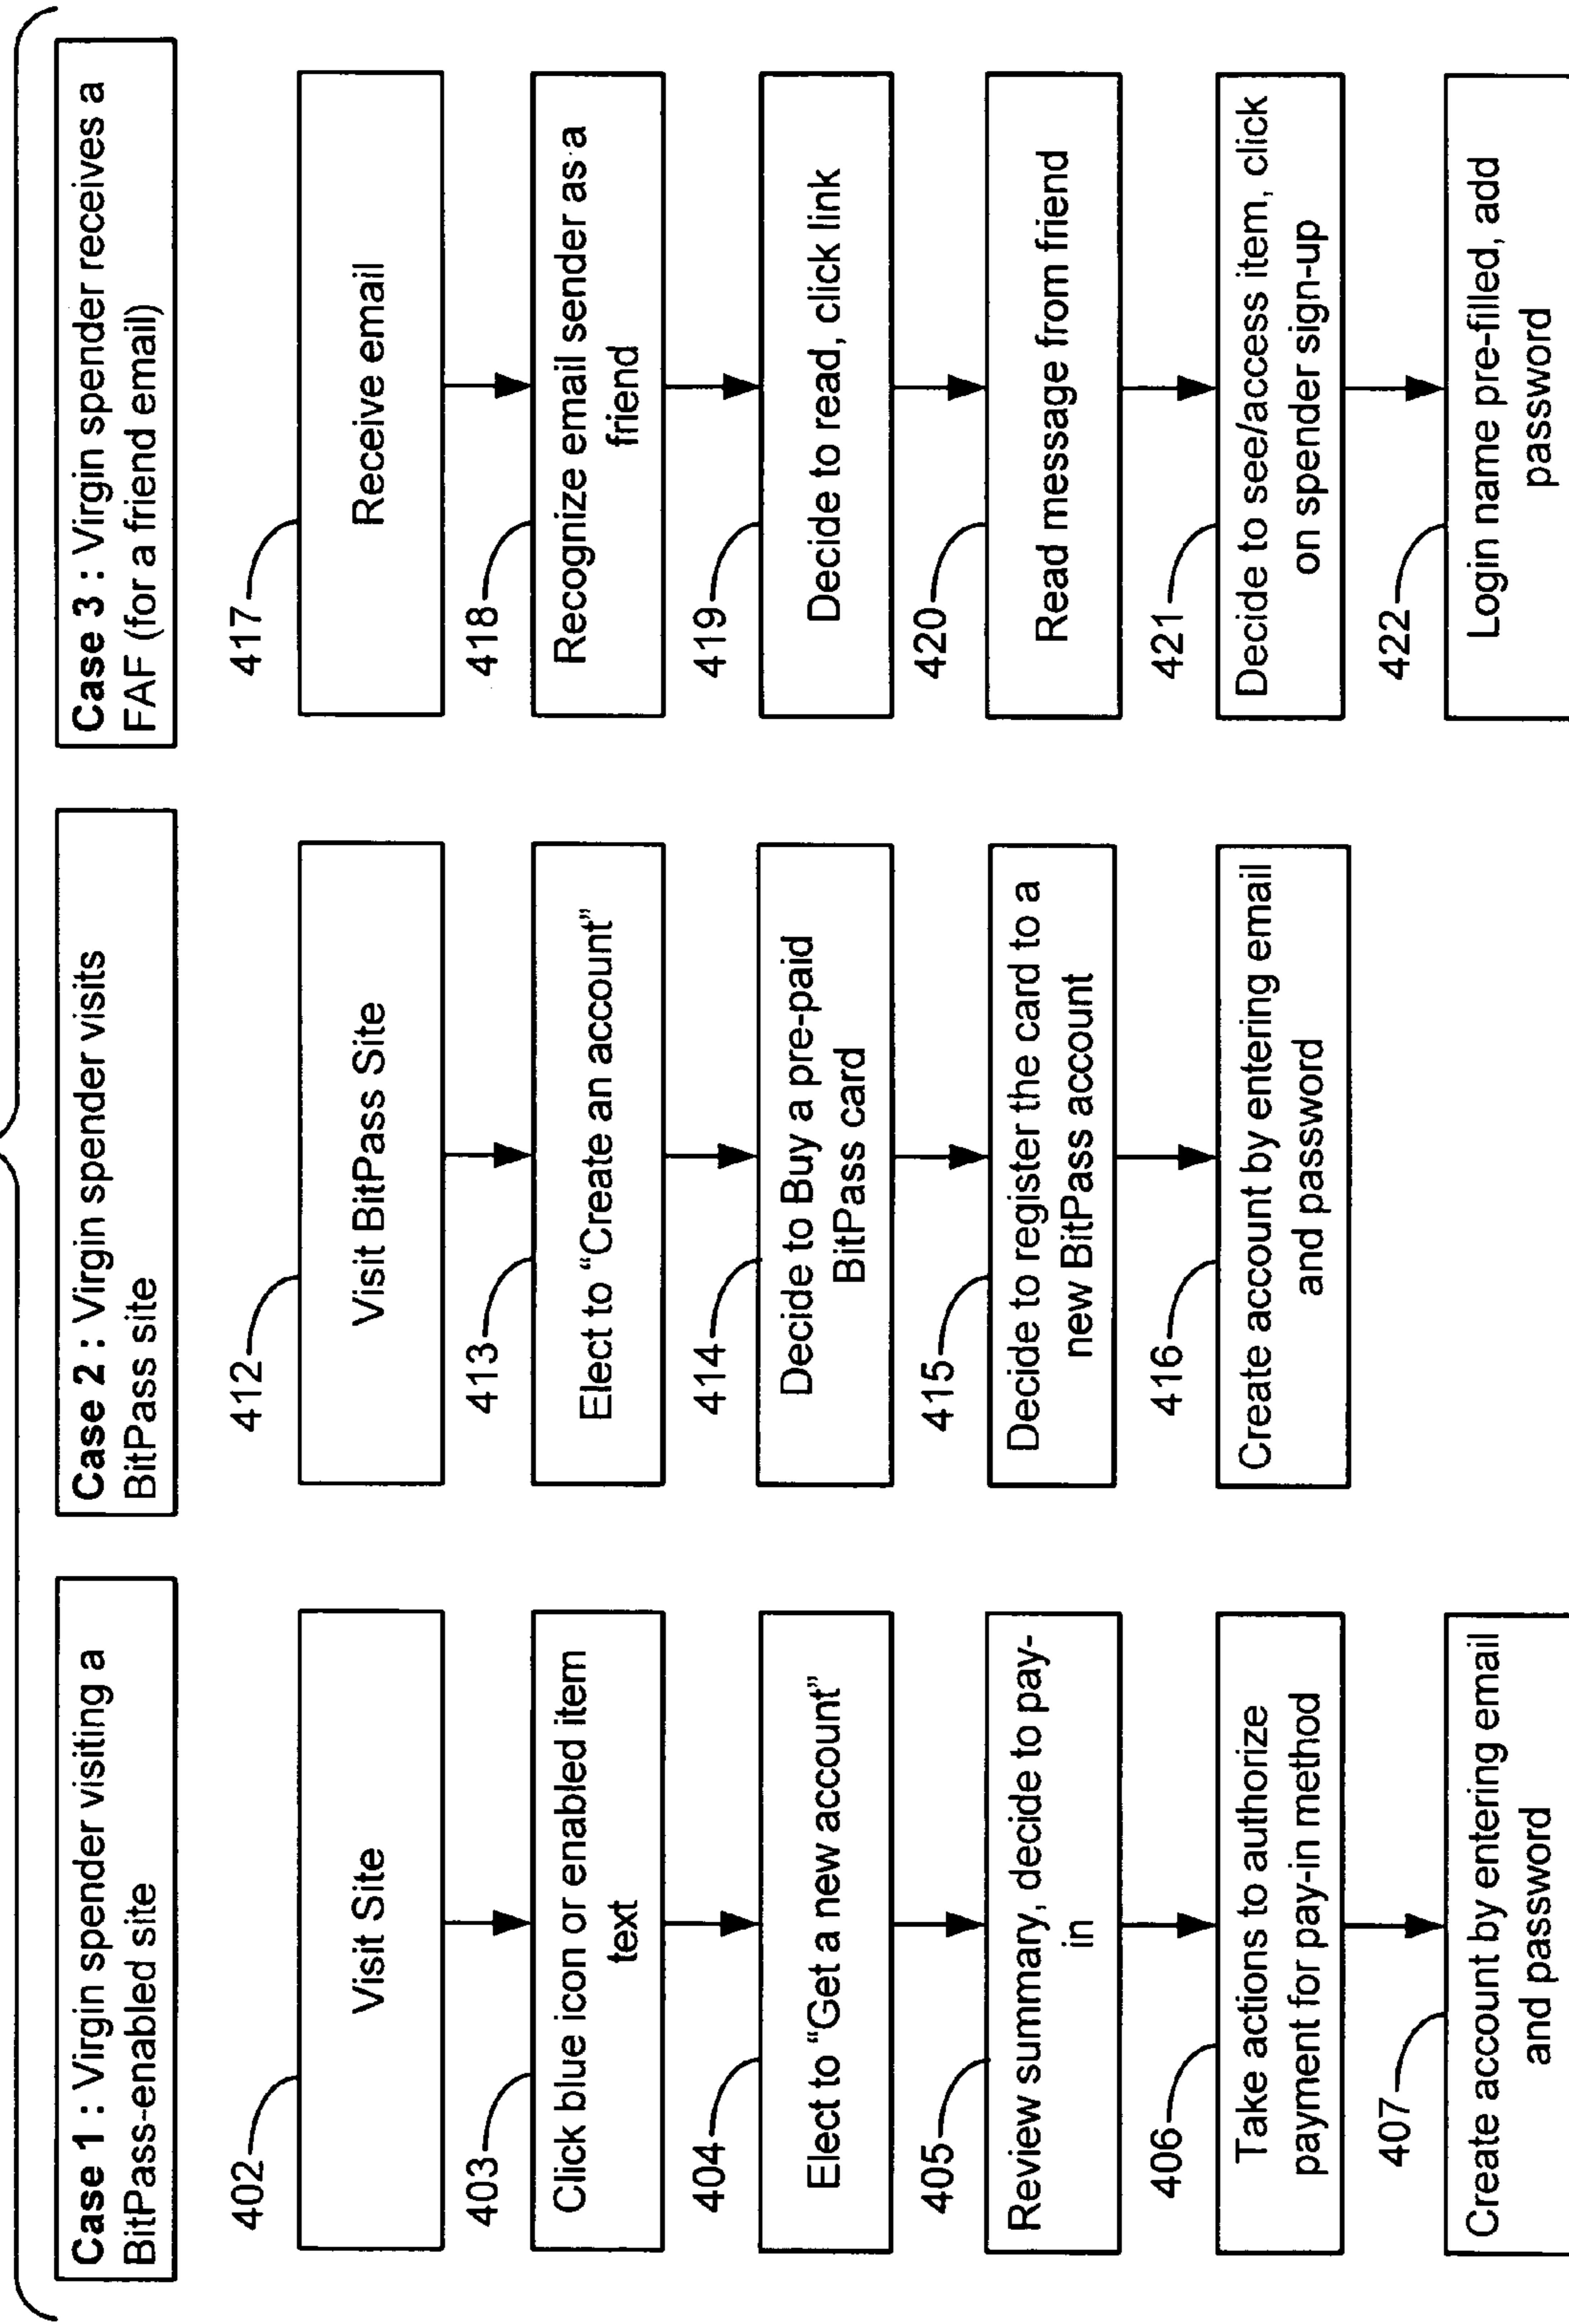 Case 1 : Virgin spender visiting a
BitPass-enabled site
402
Visit Site
403
Click blue icon or enabled item
text
404
Elect to “Get a new account”
405
Review summary, decide to pay-
in
406
Take actions to authorize
payment for pay-in method
407
Create account by entering email
and password
Case 2 : Virgin spender visits
BitPass site
412
Visit BitPass Site
413
Elect to “Create an account”
414
Decide to Buy a pre-paid
BitPass card
415
Decide to register the card to a
new BitPass account
416
Create account by entering email
and password
Case 3 : Virgin spender receives a
FAF (for a friend email)
417
Receive email
418
Recognize email sender as a
friend
419
Decide to read, click link
420
Read message from friend
421
Decide to see/access item, click
on spender sign-up
422
Login name pre-filled, add
password